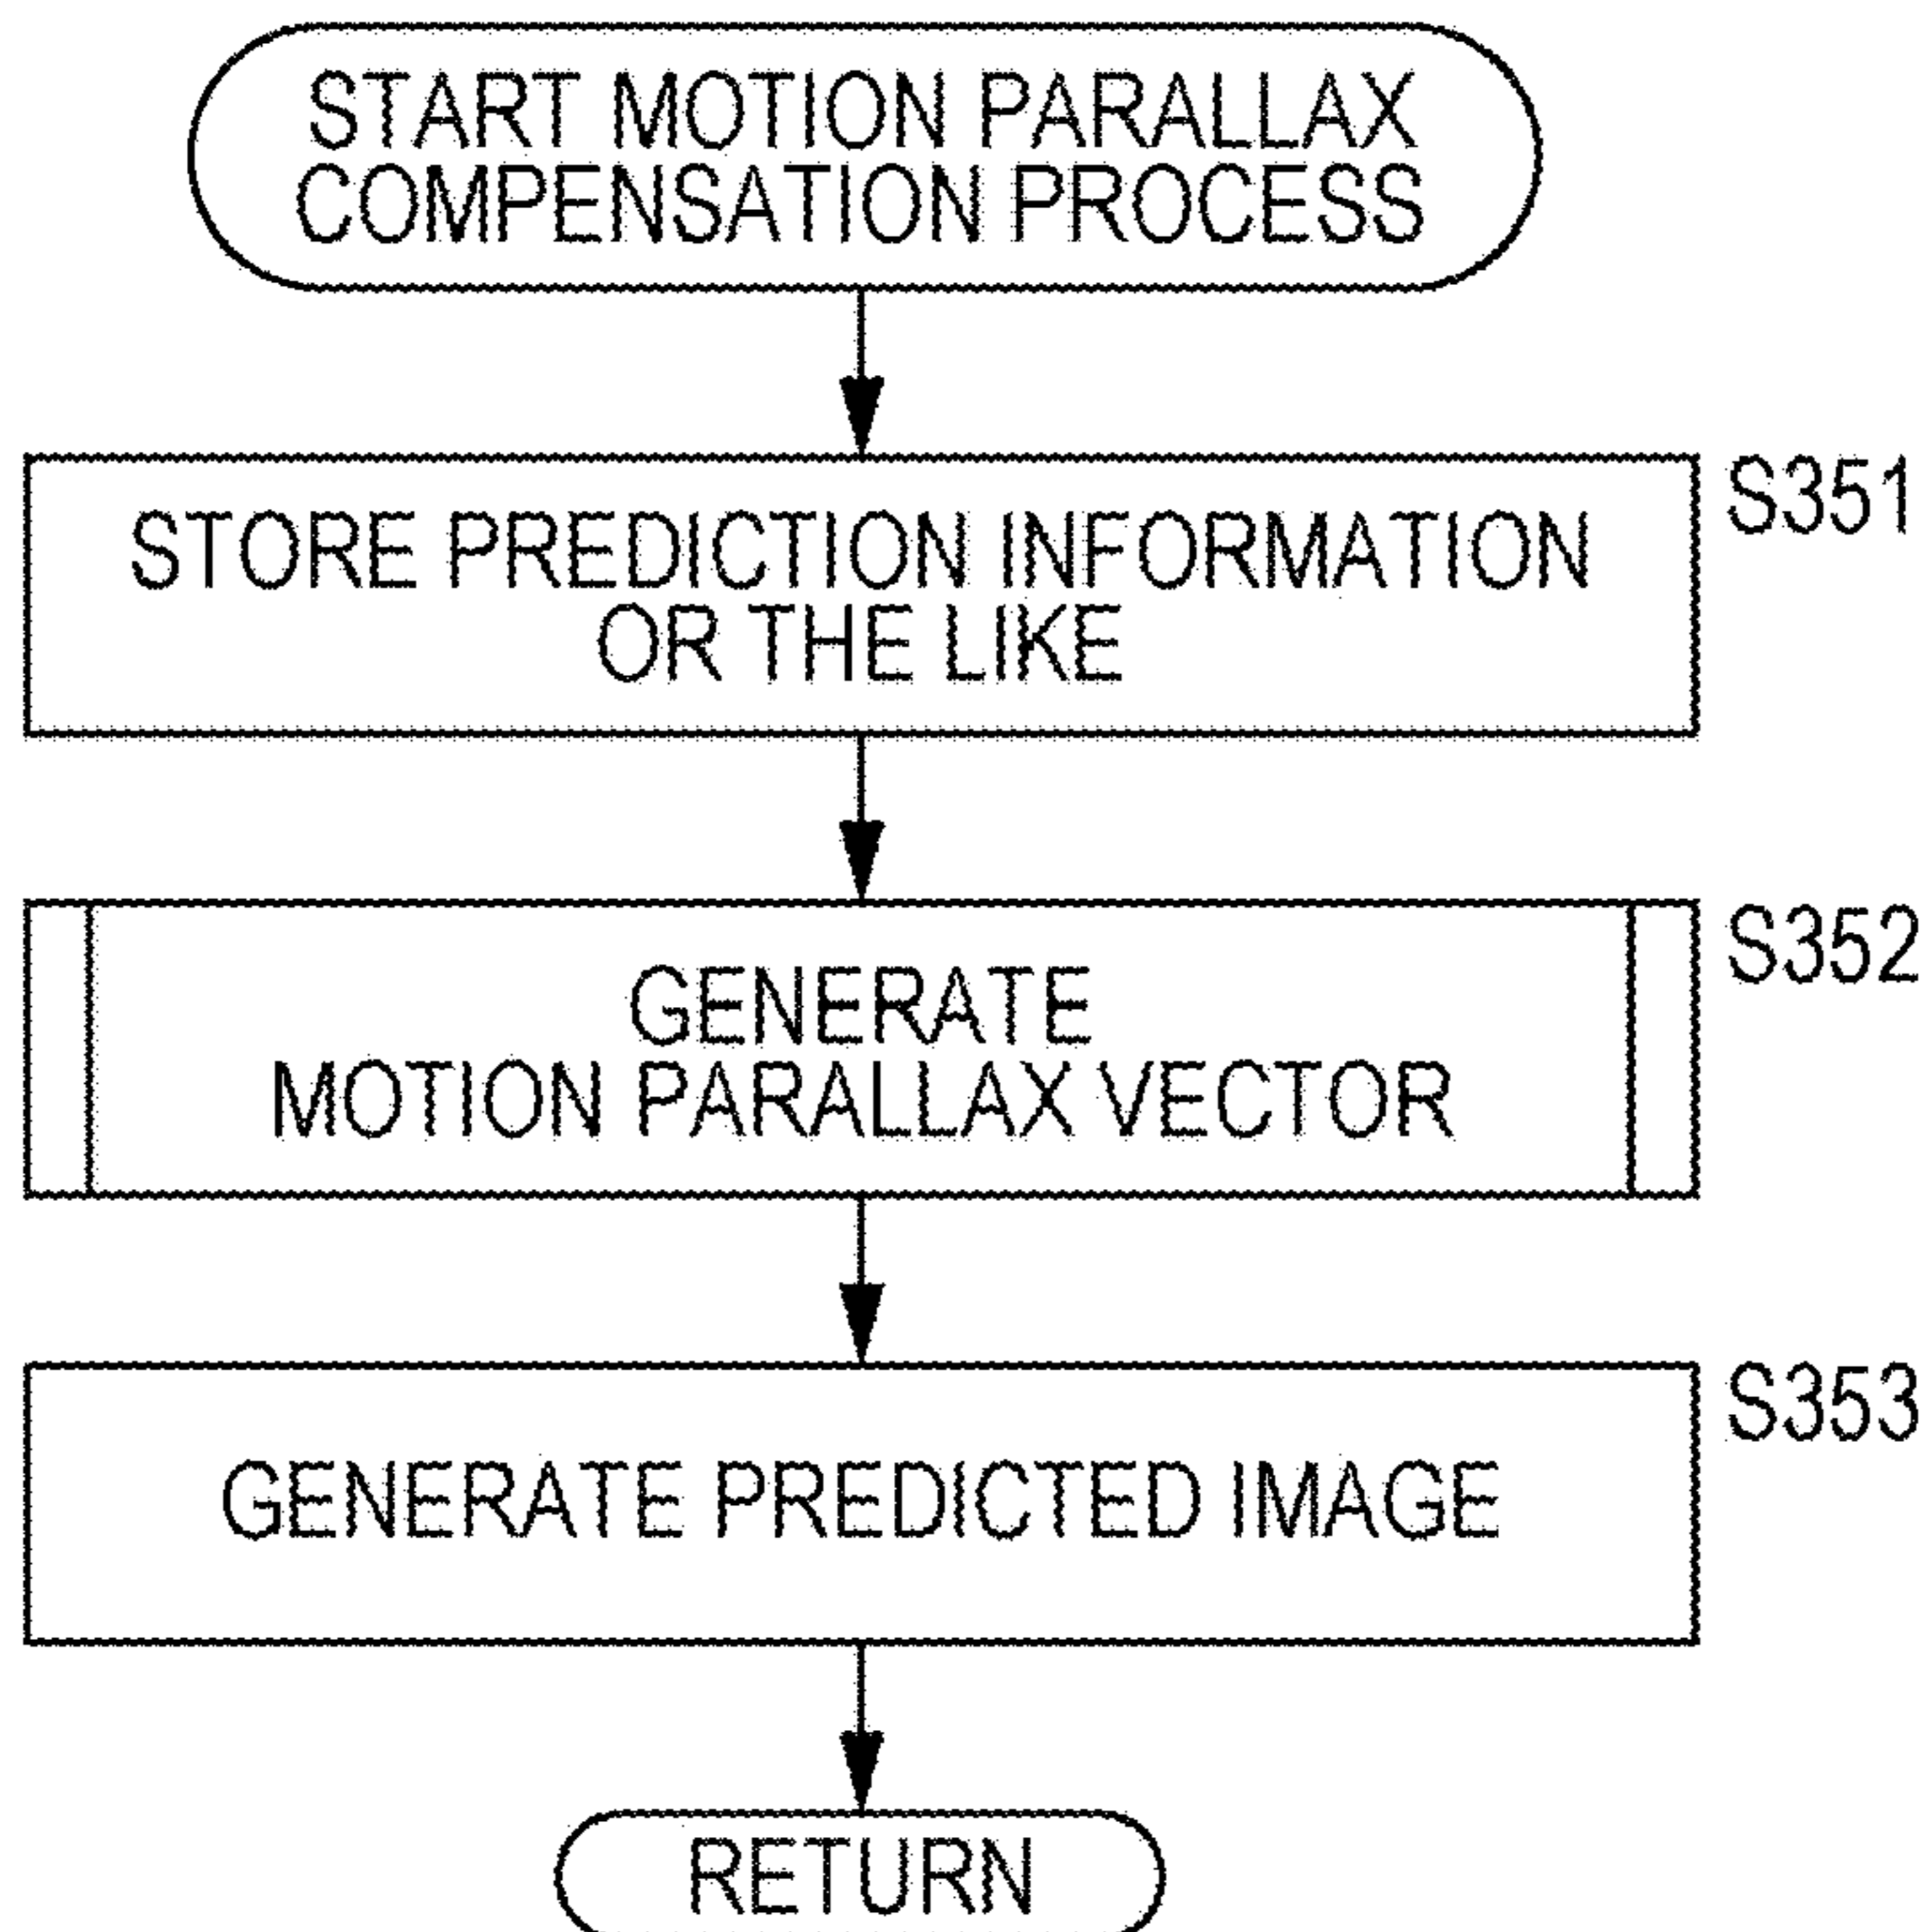 START MOTION PARALLAX
COMPENSATION PROCESS
S351
STORE PREDICTION INFORMATION
OR THE LIKE
S352
GENERATE
MOTION PARALLAX VECTOR
S353
GENERATE PREDICTED IMAGE
RETURN